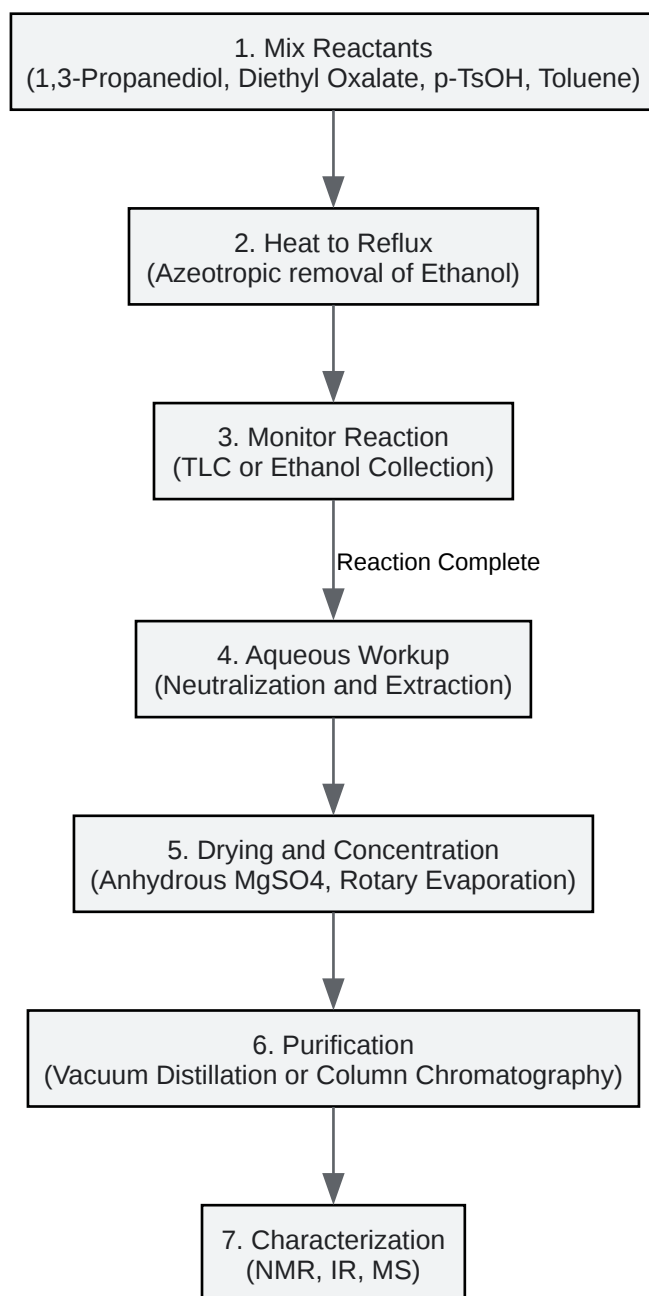 1. Mix Reactants
(1,3-Propanediol, Diethyl Oxalate, p-TsOH, Toluene)
2. Heat to Reflux
(Azeotropic removal of Ethanol)
3. Monitor Reaction
(TLC or Ethanol Collection)
Reaction Complete
4. Aqueous Workup
(Neutralization and Extraction)
5. Drying and Concentration
(Anhydrous MgSO4, Rotary Evaporation)
6. Purification
(Vacuum Distillation or Column Chromatography)
7. Characterization
(NMR, IR, MS)